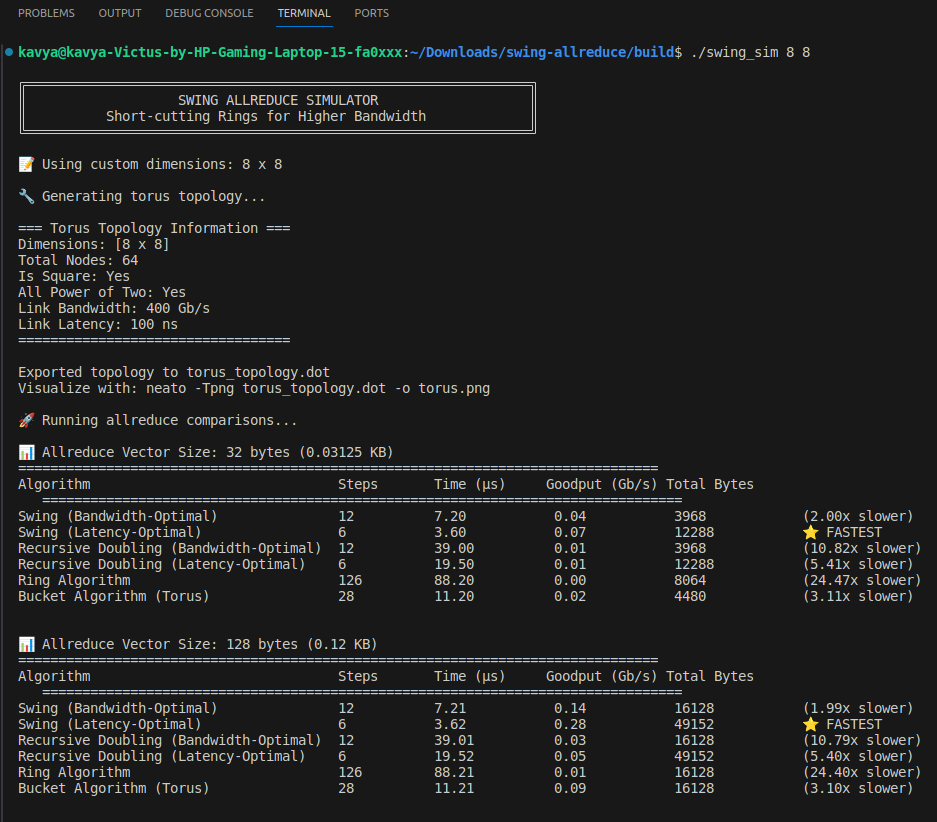 PROBLEMS OUTPUT DEBUG CONSOLE TERMINAL PORTS
kavya@kavya-Victus-by-HP-Gaming-Laptop-15-fa0xxx:~/Downloads/swing-allreduce/build$ ./swing_sim 8 8
SWING ALLREDUCE SIMULATOR
Short-cutting Rings for Higher Bandwidth
📝 Using custom dimensions: 8 x 8
🔧 Generating torus topology...
=== Torus Topology Information ===
Dimensions: [8 x 8]
Total Nodes: 64
Is Square: Yes
All Power of Two: Yes
Link Bandwidth: 400 Gb/s
Link Latency: 100 ns
==================================
Exported topology to torus_topology.dot
Visualize with: neato -Tpng torus_topology.dot -o torus.png
🚀 Running allreduce comparisons...
📊 Allreduce Vector Size: 32 bytes (0.03125 KB)
================================================================================
Algorithm Steps Time (µs) Goodput (Gb/s) Total Bytes
================================================================================
Swing (Bandwidth-Optimal) 12 7.20 0.04 3968 (2.00x slower)
Swing (Latency-Optimal) 6 3.60 0.07 12288 ⭐ FASTEST
Recursive Doubling (Bandwidth-Optimal) 12 39.00 0.01 3968 (10.82x slower)
Recursive Doubling (Latency-Optimal) 6 19.50 0.01 12288 (5.41x slower)
Ring Algorithm 126 88.20 0.00 8064 (24.47x slower)
Bucket Algorithm (Torus) 28 11.20 0.02 4480 (3.11x slower)
📊 Allreduce Vector Size: 128 bytes (0.12 KB)
================================================================================
Algorithm Steps Time (µs) Goodput (Gb/s) Total Bytes
================================================================================
Swing (Bandwidth-Optimal) 12 7.21 0.14 16128 (1.99x slower)
Swing (Latency-Optimal) 6 3.62 0.28 49152 ⭐ FASTEST
Recursive Doubling (Bandwidth-Optimal) 12 39.01 0.03 16128 (10.79x slower)
Recursive Doubling (Latency-Optimal) 6 19.52 0.05 49152 (5.40x slower)
Ring Algorithm 126 88.21 0.01 16128 (24.40x slower)
Bucket Algorithm (Torus) 28 11.21 0.09 16128 (3.10x slower)